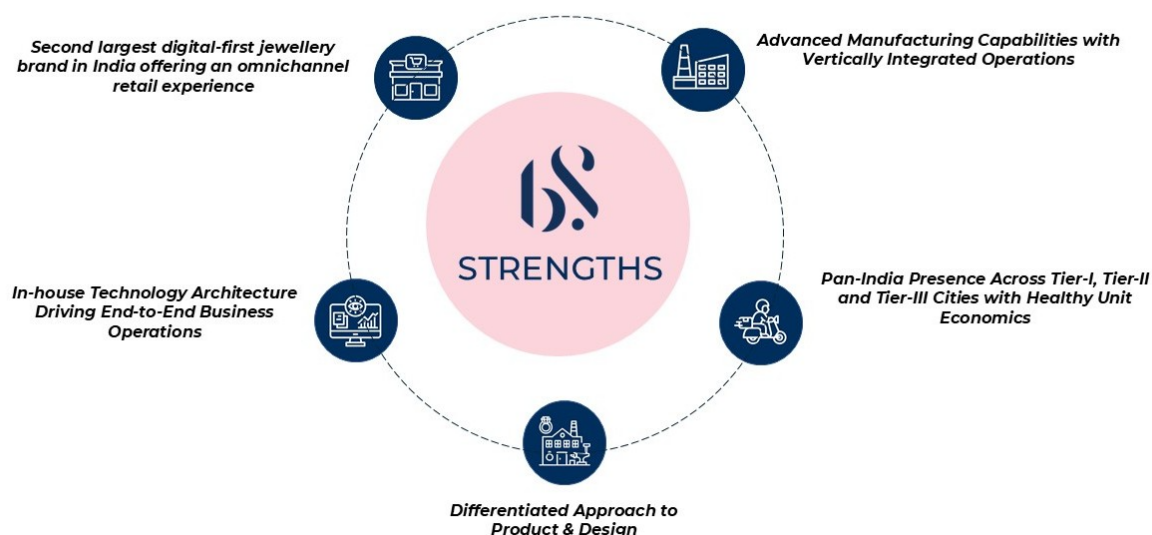 Second largest digital-first jewellery
brand in India offering an omnichannel
retail experience
Advanced Manufacturing Capabilities with
Vertically Integrated Operations
STRENGTHS
In-house Technology Architecture
Driving End-to-End Business
Operations
Pan-India Presence Across Tier-I, Tier-II
and Tier-III Cities with Healthy Unit
Economics
Differentiated Approach to
Product & Design